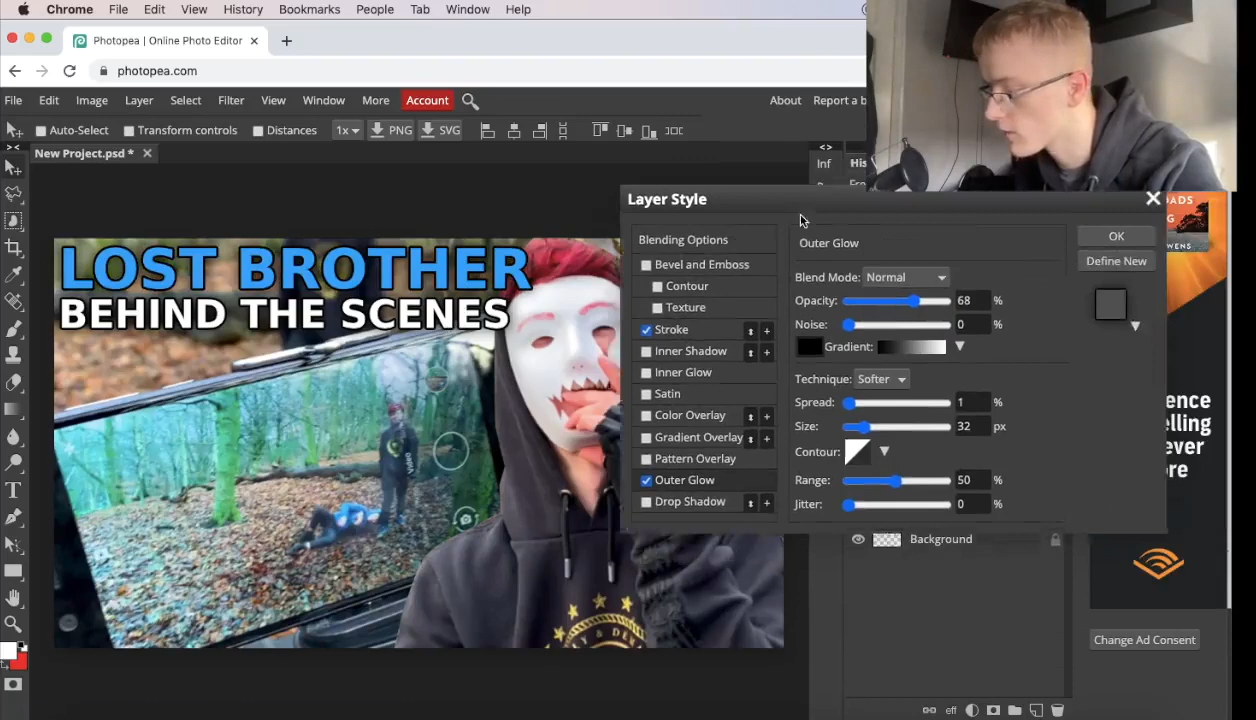 Chrome File Edit View History Bookmarks People Tab Window Help
Photopea | Online Photo Editor
photopea.com
File Edit Image Layer Select Filter View Window More Account About Report a b
Auto-Select Transform controls Distances 1x PNG SVG
New Project.psd *
Inf His
Layer Style
OK
Define New
Blending Options
Bevel and Emboss
Contour
Texture
Stroke
Inner Shadow
Inner Glow
Satin
Color Overlay
Gradient Overlay
Pattern Overlay
Outer Glow
Drop Shadow
Outer Glow
Blend Mode: Normal
Opacity: 68 %
Noise: 0 %
Gradient:
Technique: Softer
Spread: 1 %
Size: 32 px
Contour:
Range: 50 %
Jitter: 0 %
LOST BROTHER
BEHIND THE SCENES
Video
Background
eff
OADS
G
WENS
ence
elling
ever
re
Change Ad Consent